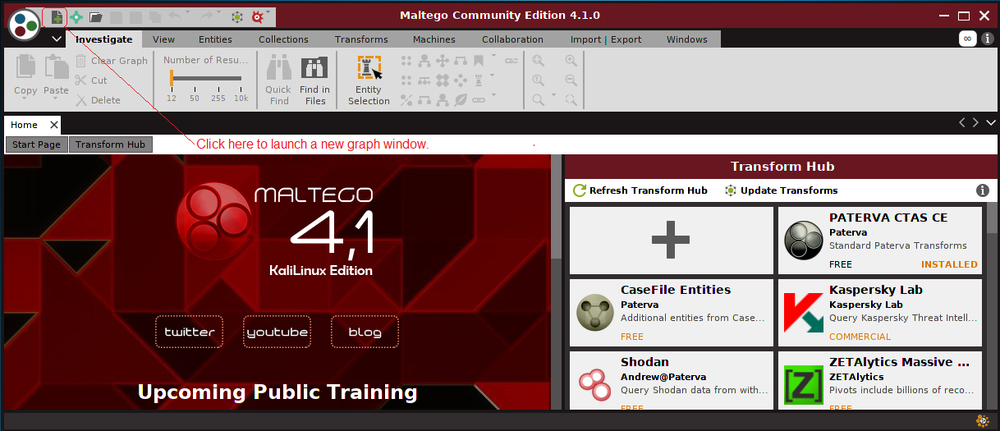 Maltego Community Edition 4.1.0
Investigate View Entities Collections Transforms Machines Collaboration Import | Export Windows
Clear Graph
Cut
Delete
Copy Paste
Number of Resu...
12 50 255 10k
Quick Find
Find in Files
Entity Selection
Home
Start Page Transform Hub
Click here to launch a new graph window.
MALTEGO
4,1
KaliLinux Edition
twitter youtube blog
Upcoming Public Training
Transform Hub
Refresh Transform Hub Update Transforms
PATERVA CTAS CE
Paterva
Standard Paterva Transforms
FREE INSTALLED
CaseFile Entities
Paterva
Additional entities from Case...
FREE
Kaspersky Lab
Kaspersky Lab
Query Kaspersky Threat Intell...
COMMERCIAL
Shodan
Andrew@Paterva
Query Shodan data from with...
FREE
ZETAlytics Massive ...
ZETAlytics
Pivots include billions of reco...
FREE